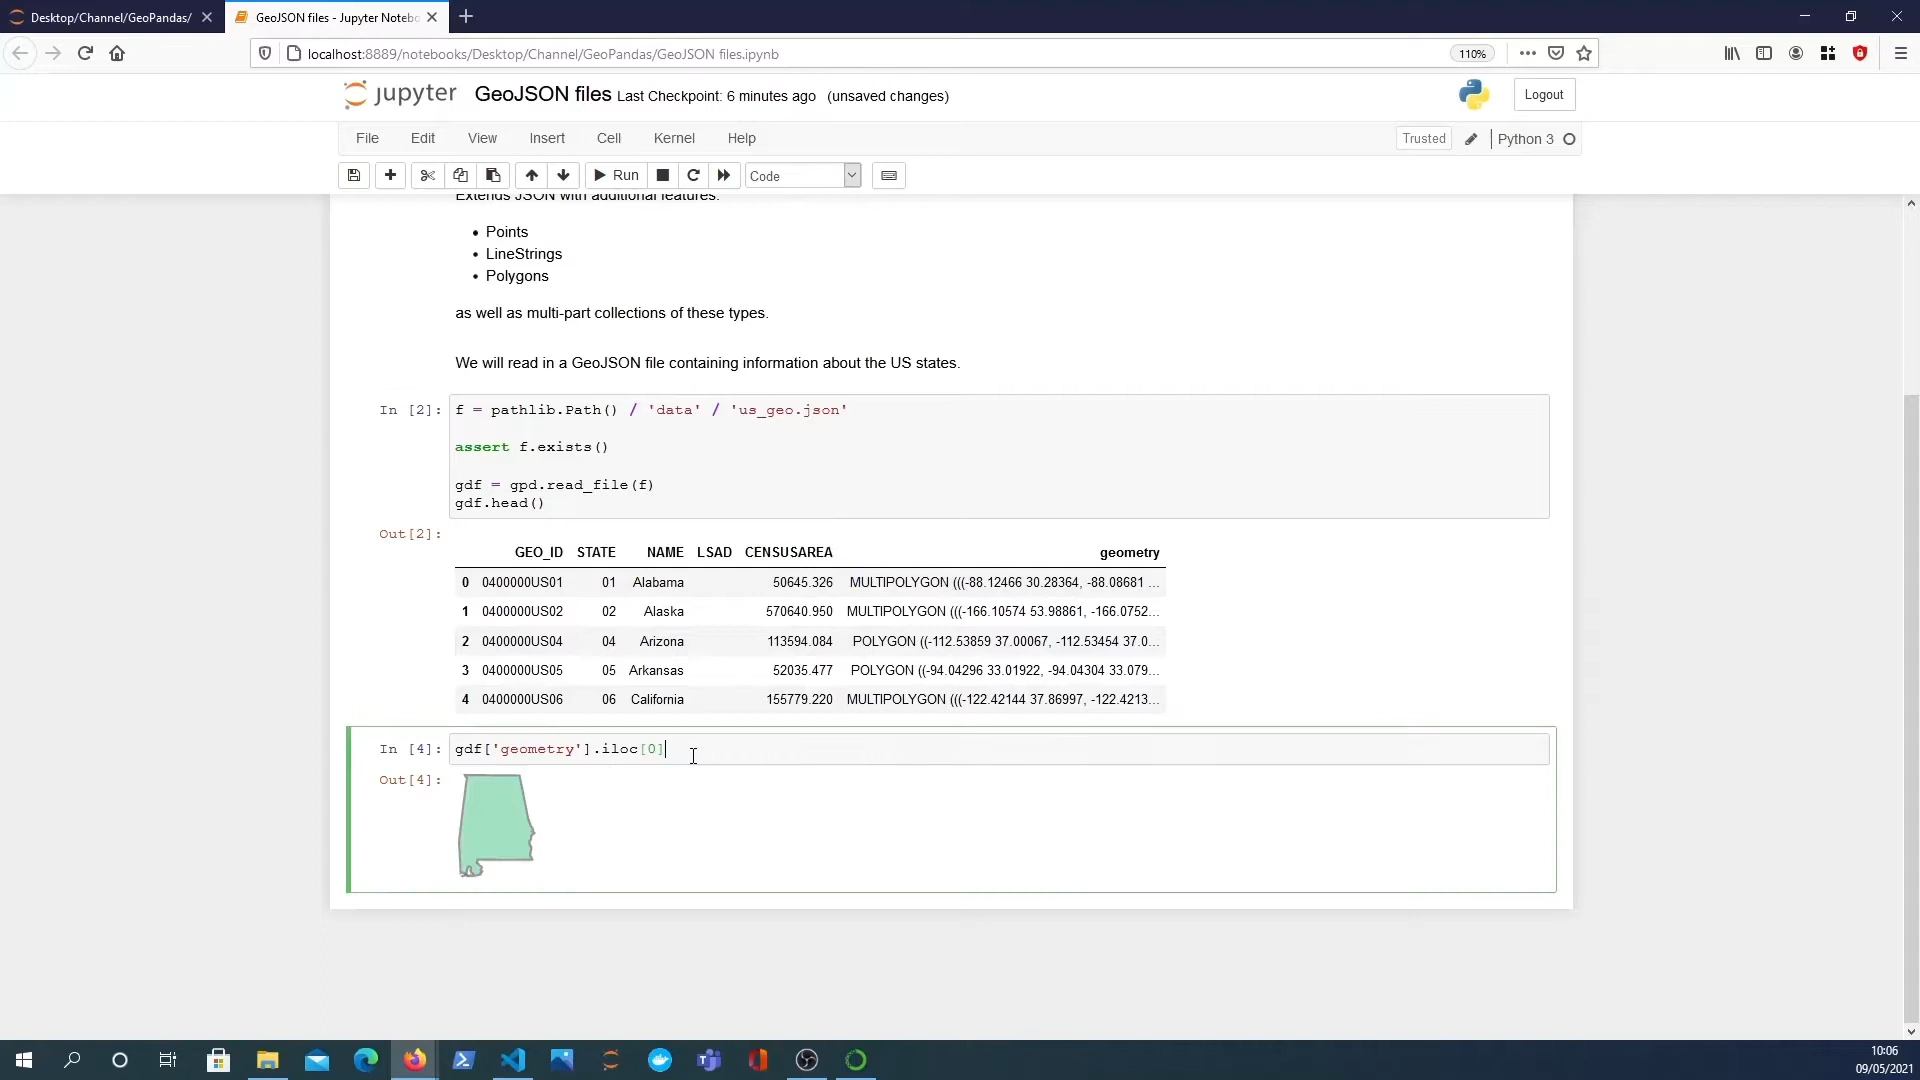 Desktop/Channel/GeoPandas/
GeoJSON files - Jupyter Notebo
localhost:8889/notebooks/Desktop/Channel/GeoPandas/GeoJSON files.ipynb
110%
jupyter GeoJSON files Last Checkpoint: 6 minutes ago (unsaved changes)
Logout
File Edit View Insert Cell Kernel Help
Trusted Python 3
Run Code
Extends JSON with additional features:
• Points
• LineStrings
• Polygons
as well as multi-part collections of these types.
We will read in a GeoJSON file containing information about the US states.
In [2]: f = pathlib.Path() / 'data' / 'us_geo.json'
assert f.exists()
gdf = gpd.read_file(f)
gdf.head()
Out[2]:
GEO_ID STATE NAME LSAD CENSUSAREA geometry
0 0400000US01 01 Alabama 50645.326 MULTIPOLYGON (((-88.12466 30.28364, -88.08681 ...
1 0400000US02 02 Alaska 570640.950 MULTIPOLYGON (((-166.10574 53.98861, -166.0752...
2 0400000US04 04 Arizona 113594.084 POLYGON ((-112.53859 37.00067, -112.53454 37.0...
3 0400000US05 05 Arkansas 52035.477 POLYGON ((-94.04296 33.01922, -94.04304 33.079...
4 0400000US06 06 California 155779.220 MULTIPOLYGON (((-122.42144 37.86997, -122.4213...
In [4]: gdf['geometry'].iloc[0]
Out[4]:
10:06
09/05/2021